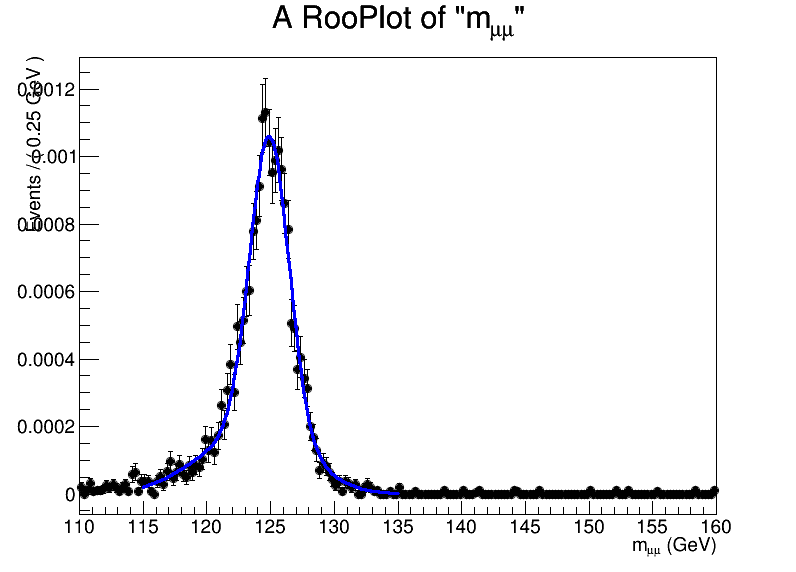 A RooPlot of "mμμ"
Events / ( 0.25 GeV )
0.0012
0.001
0.0008
0.0006
0.0004
0.0002
0
110 115 120 125 130 135 140 145 150 155 160
mμμ (GeV)